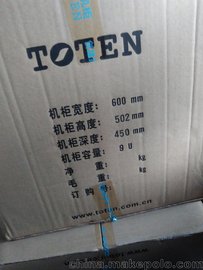 TOTEN
机柜宽度: 600 mm
机柜高度: 502 mm
机柜深度: 450 mm
机柜容量: 9 U
净 重: kg
毛 重: kg
订 购 号:
www.toten.com.cn
china.makepolo.com